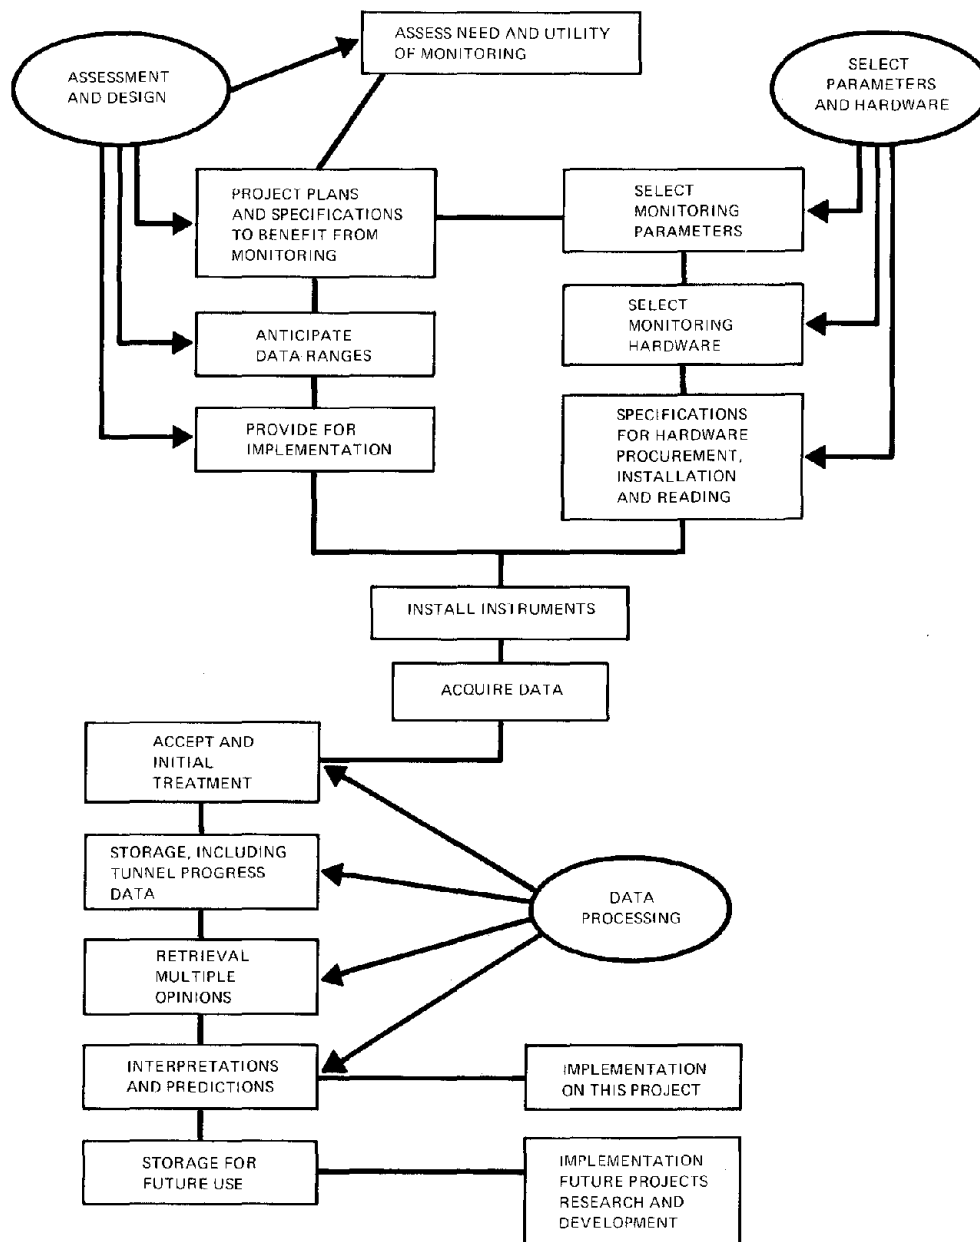 ASSESS NEED AND UTILITY
OF MONITORING
ASSESSMENT
AND DESIGN
SELECT
PARAMETERS
AND HARDWARE
PROJECT PLANS
AND SPECIFICATIONS
TO BENEFIT FROM
MONITORING
SELECT
MONITORING
PARAMETERS
ANTICIPATE
DATA RANGES
SELECT
MONITORING
HARDWARE
PROVIDE FOR
IMPLEMENTATION
SPECIFICATIONS
FOR HARDWARE
PROCUREMENT,
INSTALLATION
AND READING
INSTALL INSTRUMENTS
ACQUIRE DATA
ACCEPT AND
INITIAL
TREATMENT
STORAGE, INCLUDING
TUNNEL PROGRESS
DATA
DATA
PROCESSING
RETRIEVAL
MULTIPLE
OPINIONS
INTERPRETATIONS
AND PREDICTIONS
IMPLEMENTATION
ON THIS PROJECT
STORAGE FOR
FUTURE USE
IMPLEMENTATION
FUTURE PROJECTS
RESEARCH AND
DEVELOPMENT